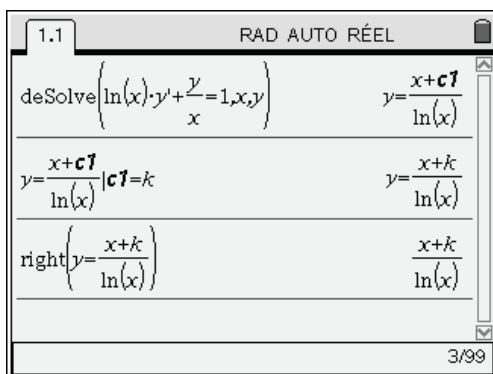 1.1 RAD AUTO RÉEL
deSolve(ln(x)·y'+y/x=1,x,y) y=(x+c1)/ln(x)
y=(x+c1)/ln(x)|c1=k y=(x+k)/ln(x)
right(y=(x+k)/ln(x)) (x+k)/ln(x)
3/99